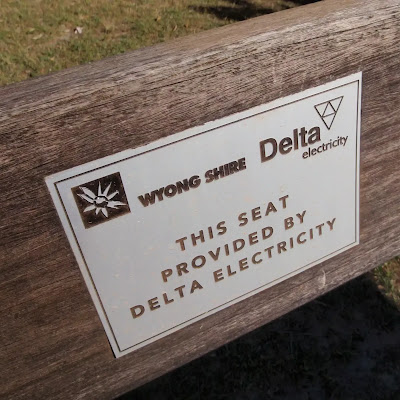 WYONG SHIRE
Delta
electricity
THIS SEAT
PROVIDED BY
DELTA ELECTRICITY